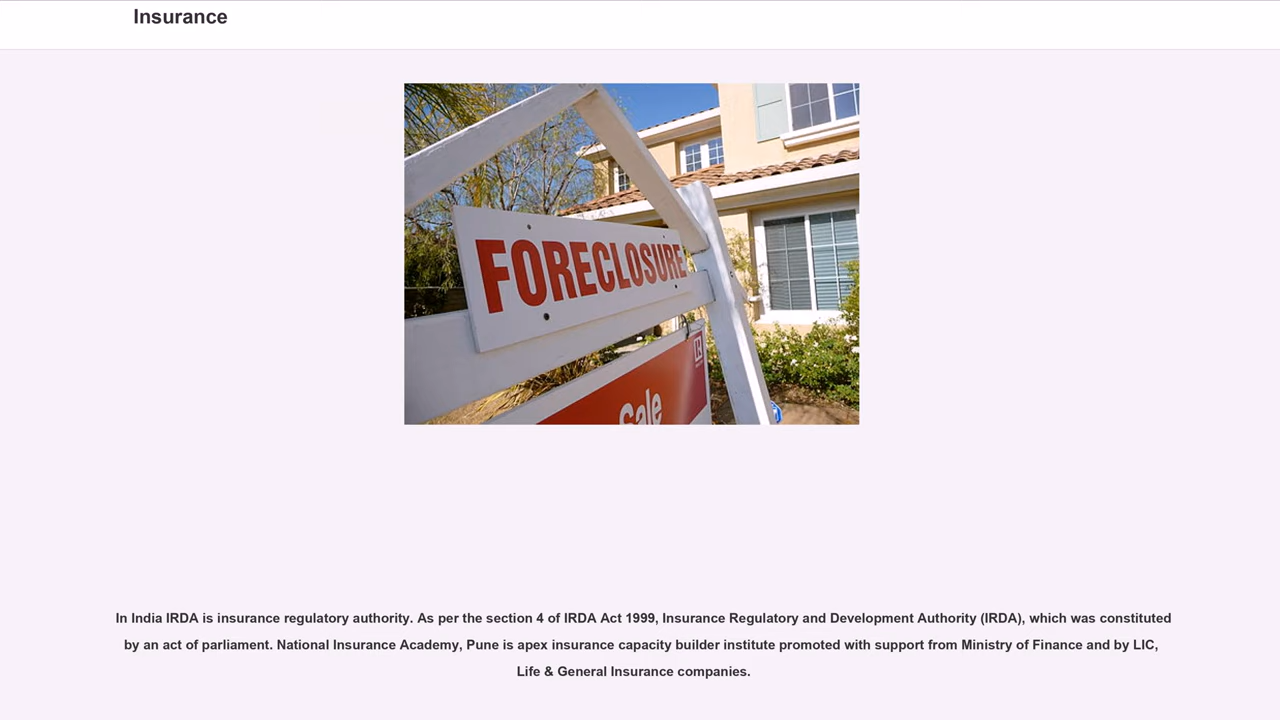 Insurance
FORECLOSURE
Sale
In India IRDA is insurance regulatory authority. As per the section 4 of IRDA Act 1999, Insurance Regulatory and Development Authority (IRDA), which was constituted
by an act of parliament. National Insurance Academy, Pune is apex insurance capacity builder institute promoted with support from Ministry of Finance and by LIC,
Life & General Insurance companies.